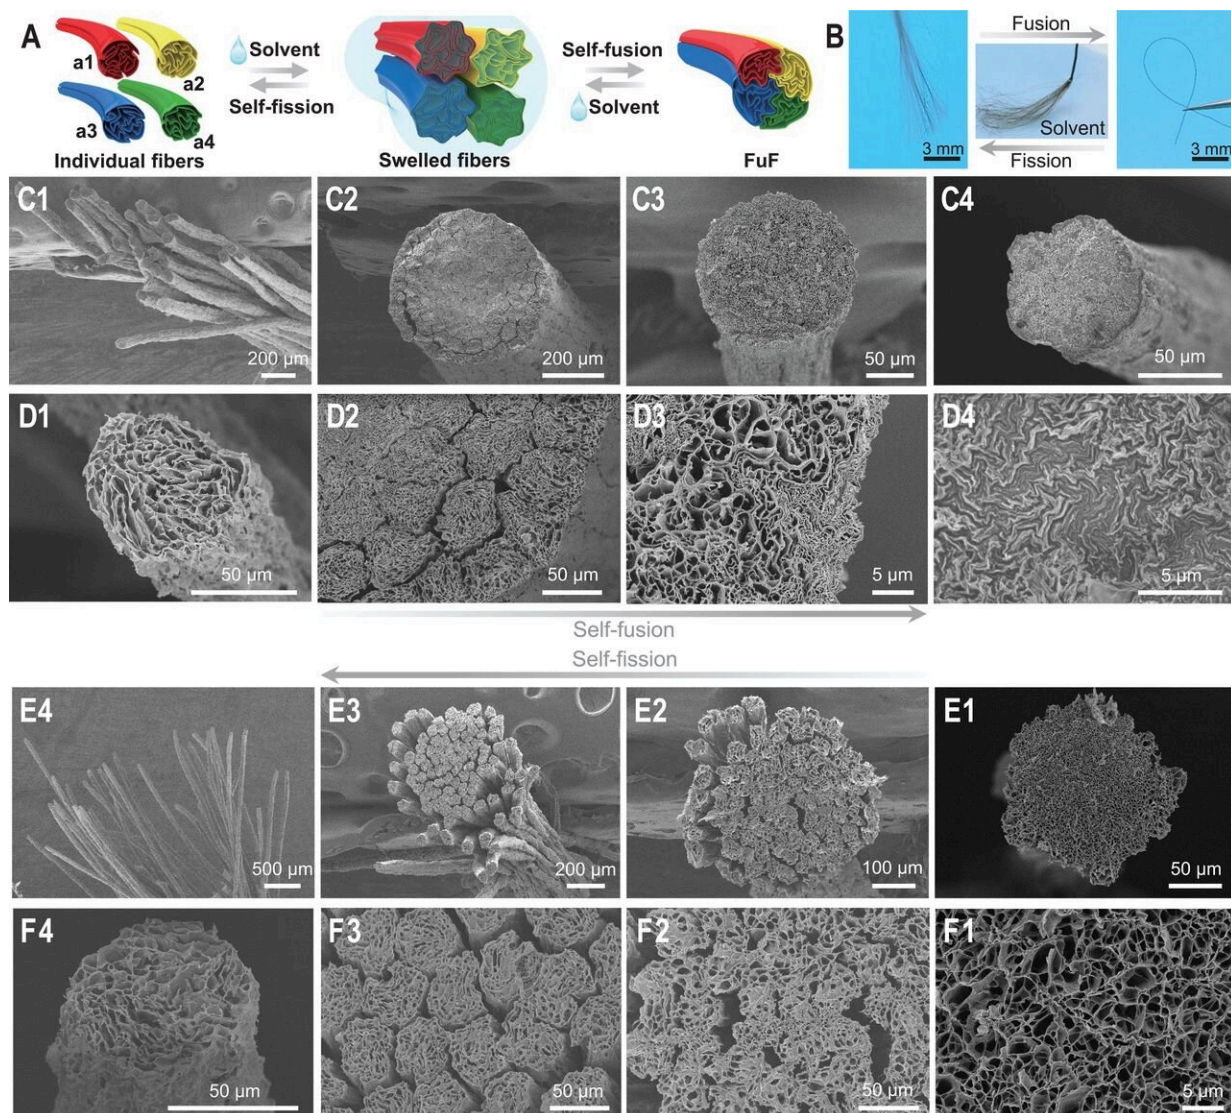 A
a1
a2
a3
a4
Individual fibers
Solvent
Self-fission
Swelled fibers
Self-fusion
Solvent
FuF
B
3 mm
Fusion
Solvent
Fission
3 mm
C1
200 μm
C2
200 μm
C3
50 μm
C4
50 μm
D1
50 μm
D2
50 μm
D3
5 μm
D4
5 μm
Self-fusion
Self-fission
E4
500 μm
E3
200 μm
E2
100 μm
E1
50 μm
F4
50 μm
F3
50 μm
F2
50 μm
F1
5 μm